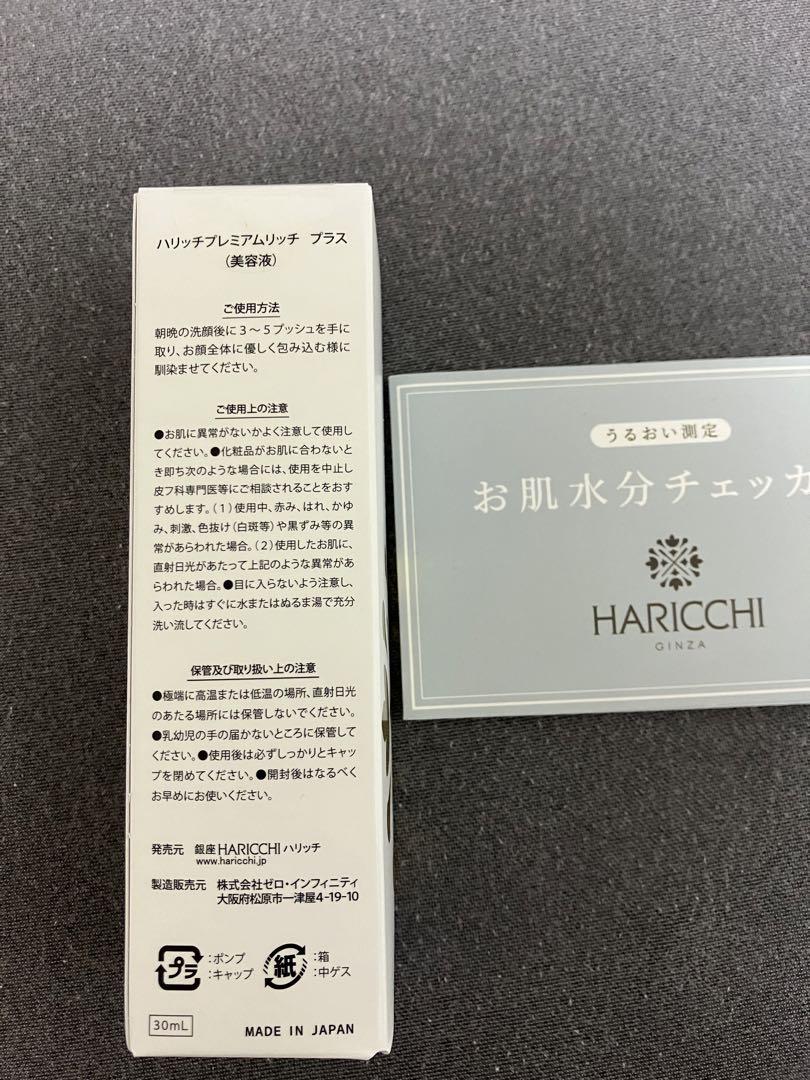 ハリッチプレミアムリッチ プラス
（美容液）
ご使用方法
朝晩の洗顔後に3～5プッシュを手に
取り、お顔全体に優しく包み込む様に
馴染ませてください。
ご使用上の注意
●お肌に異常がないかよく注意して使用し
てください。●化粧品がお肌に合わないと
き即ち次のような場合には、使用を中止し
皮フ科専門医等にご相談されることをおす
すめします。（1）使用中、赤み、はれ、かゆ
み、刺激、色抜け（白斑等）や黒ずみ等の異
常があらわれた場合。（2）使用したお肌に、
直射日光があたって上記のような異常があ
らわれた場合。●目に入らないよう注意し、
入った時はすぐに水またはぬるま湯で充分
洗い流してください。
保管及び取り扱い上の注意
●極端に高温または低温の場所、直射日光
のあたる場所には保管しないでください。
●乳幼児の手の届かないところに保管して
ください。●使用後は必ずしっかりとキャッ
プを閉めてください。●開封後はなるべく
お早めにお使いください。
発売元 銀座 HARICCHI ハリッチ
www.haricchi.jp
製造販売元 株式会社ゼロ・インフィニティ
大阪府松原市一津屋4-19-10
プラ :ポンプ :キャップ
紙 :箱 :中ゲス
30mL
MADE IN JAPAN
うるおい測定
お肌水分チェッカ
HARICCHI
GINZA